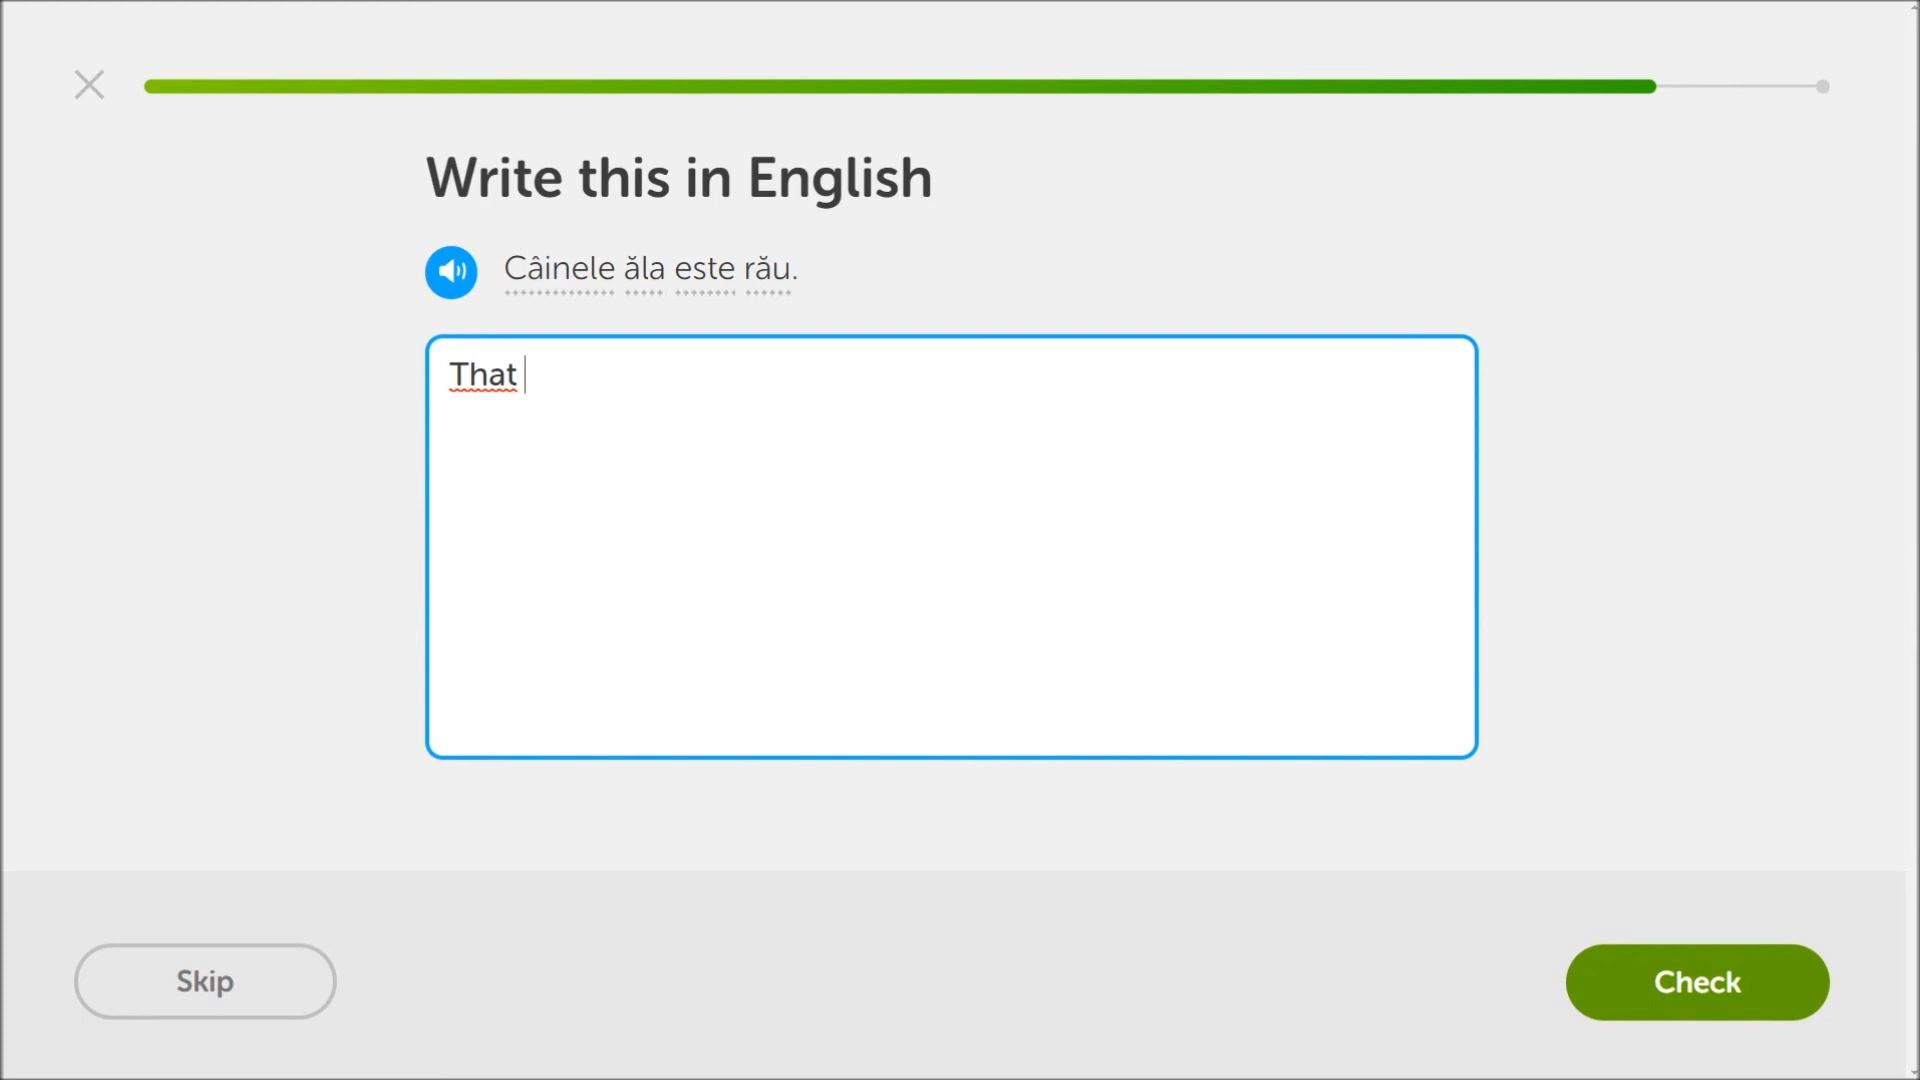 Write this in English
Câinele ăla este rău.
That
Skip
Check